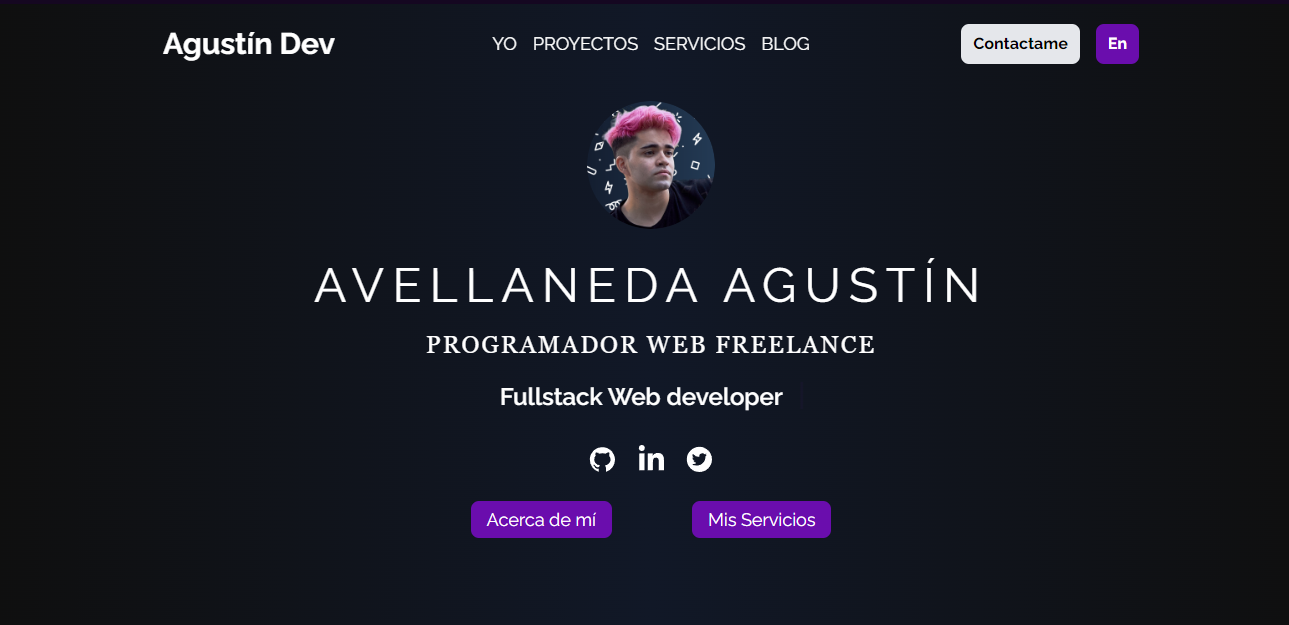 Agustín Dev
YO PROYECTOS SERVICIOS BLOG
Contactame
En
AVELLANEDA AGUSTÍN
PROGRAMADOR WEB FREELANCE
Fullstack Web developer
in
Acerca de mí
Mis Servicios